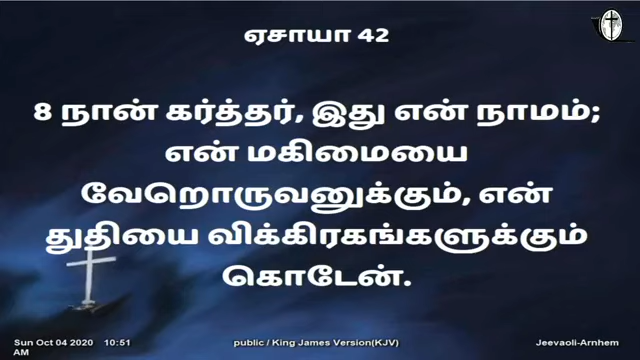 ஏசாயா 42
8 நான் கர்த்தர், இது என் நாமம்;
என் மகிமையை
வேறொருவனுக்கும், என்
துதியை விக்கிரகங்களுக்கும்
கொடேன்.
Sun Oct 04 2020 10:51
AM
public / King James Version(KJV)
Jeevaoli-Arnhem